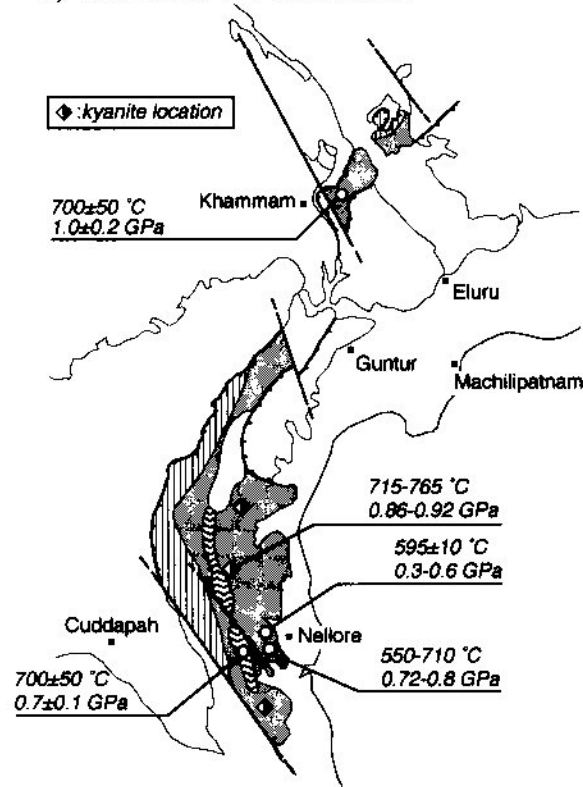 ◆:kyanite location
Khammam
700±50 ˚C
1.0±0.2 GPa
Eluru
Guntur
Machilipatnam
715-765 ˚C
0.86-0.92 GPa
595±10 ˚C
0.3-0.6 GPa
Cuddapah
Nellore
700±50 ˚C
0.7±0.1 GPa
550-710 ˚C
0.72-0.8 GPa